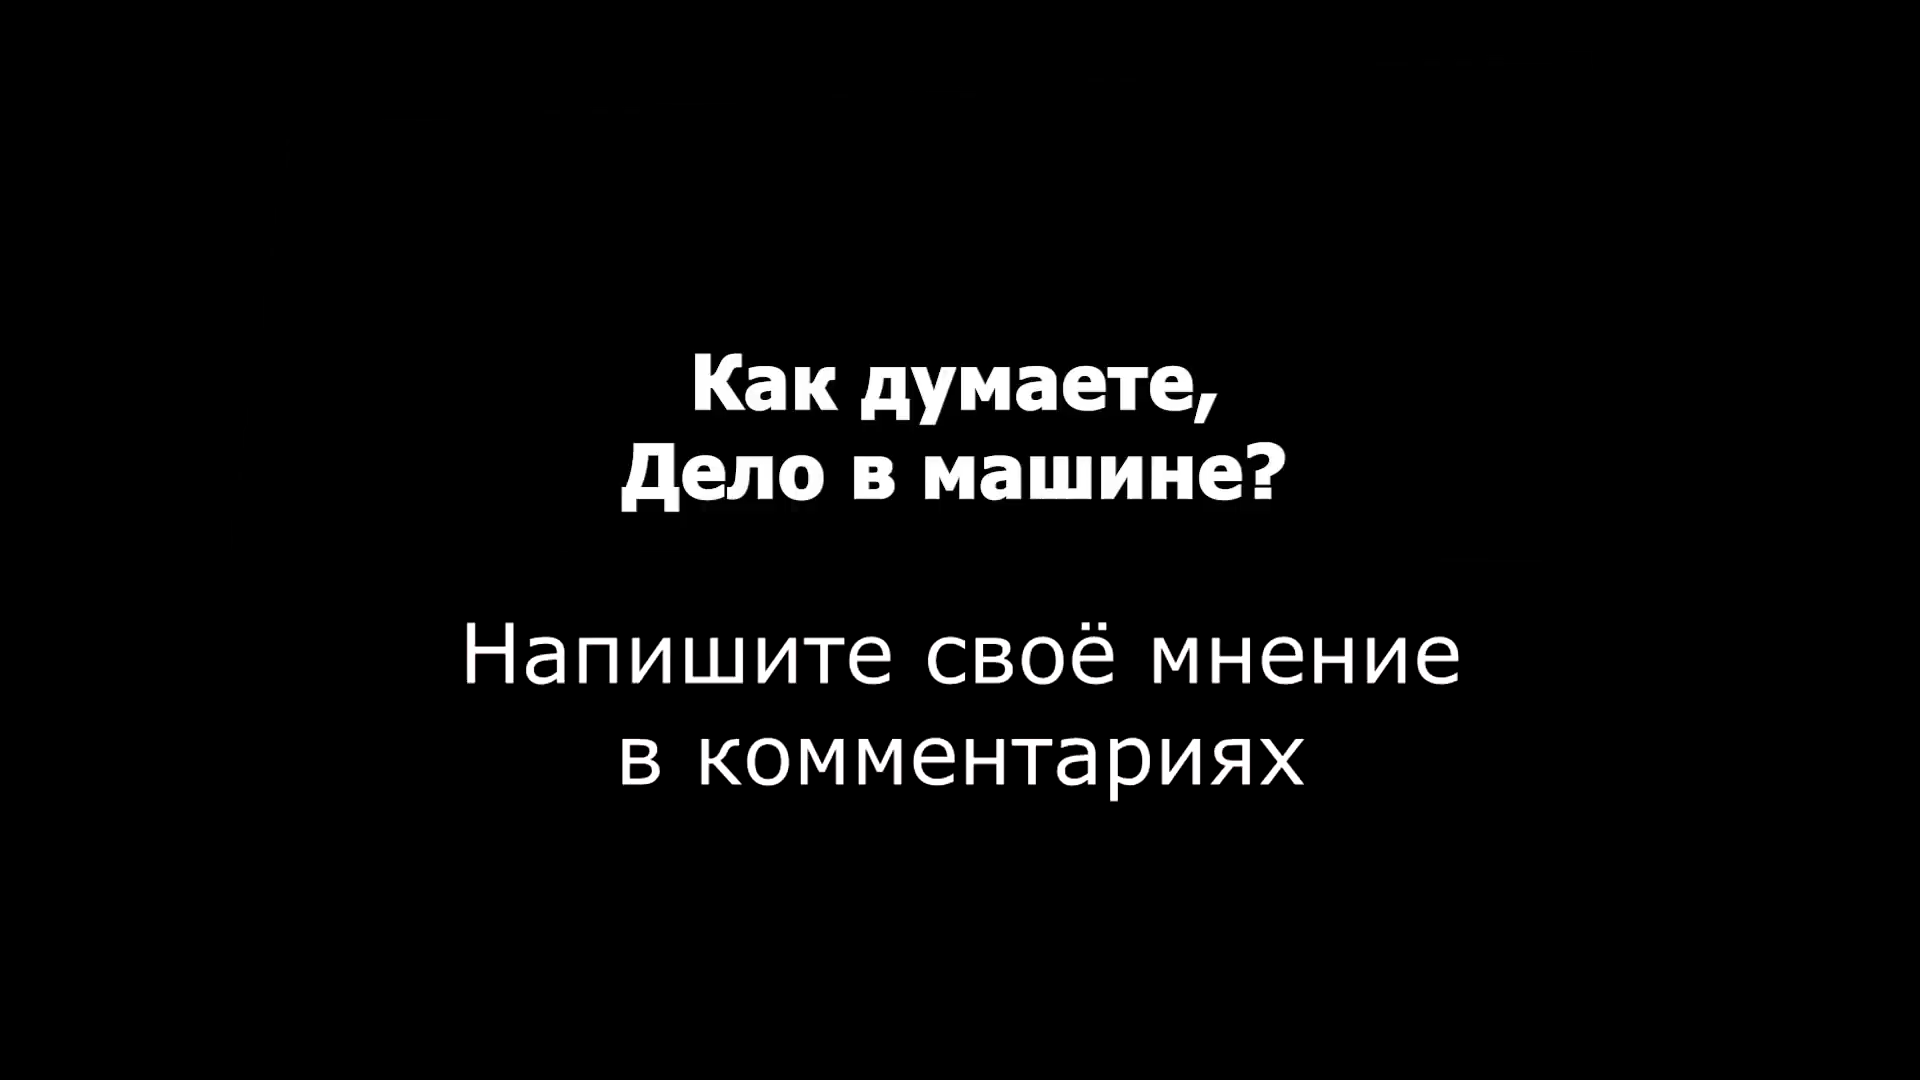 Как думаете,
Дело в машине?
Напишите своё мнение
в комментариях